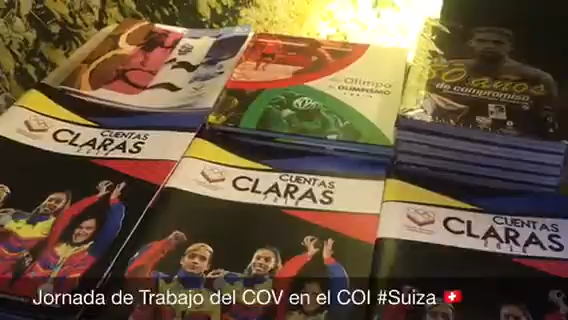 Olimpo
OLIMPISMO
80 años
de compromiso
CUENTAS
CLARAS
CUENTAS
CLARAS
CUENTAS
CLARAS
Jornada de Trabajo del COV en el COI #Suiza 🇨🇭